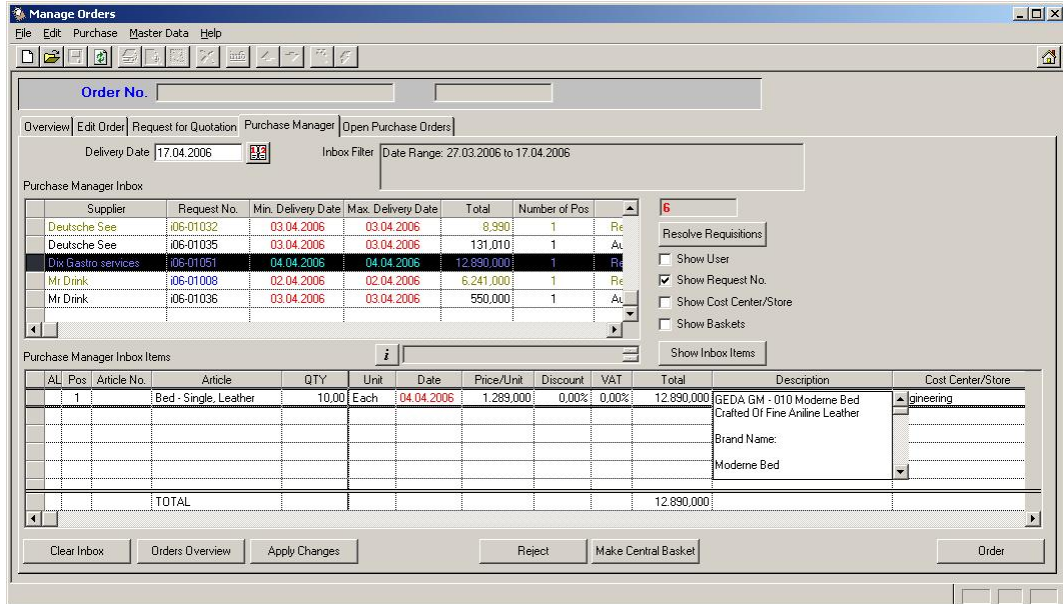 Manage Orders
File Edit Purchase Master Data Help
info
Order No.
Overview Edit Order Request for Quotation Purchase Manager Open Purchase Orders
Delivery Date 17.04.2006 Inbox Filter Date Range: 27.03.2006 to 17.04.2006
Purchase Manager Inbox
Supplier Request No. Min. Delivery Date Max. Delivery Date Total Number of Pos
6
Deutsche See i06-01032 03.04.2006 03.04.2006 8,990 1 Re
Resolve Requisitions
Deutsche See i06-01035 03.04.2006 03.04.2006 131,010 1 Au
Show User
Dix Gastro services i06-01051 04.04.2006 04.04.2006 12.890,000 1 Re
Mr Drink i06-01008 02.04.2006 02.04.2006 6.241,000 1 Re
Show Request No.
Mr Drink i06-01036 03.04.2006 03.04.2006 550,000 1 Au
Show Cost Center/Store
Show Baskets
Purchase Manager Inbox Items i Show Inbox Items
AL Pos Article No. Article QTY Unit Date Price/Unit Discount VAT Total Description Cost Center/Store
1 Bed - Single, Leather 10,00 Each 04.04.2006 1.289,000 0,00% 0,00% 12.890,000 GEDA GM - 010 Moderne Bed gineering
Crafted Of Fine Aniline Leather
Brand Name:
Moderne Bed
TOTAL 12.890,000
Clear Inbox Orders Overview Apply Changes Reject Make Central Basket Order